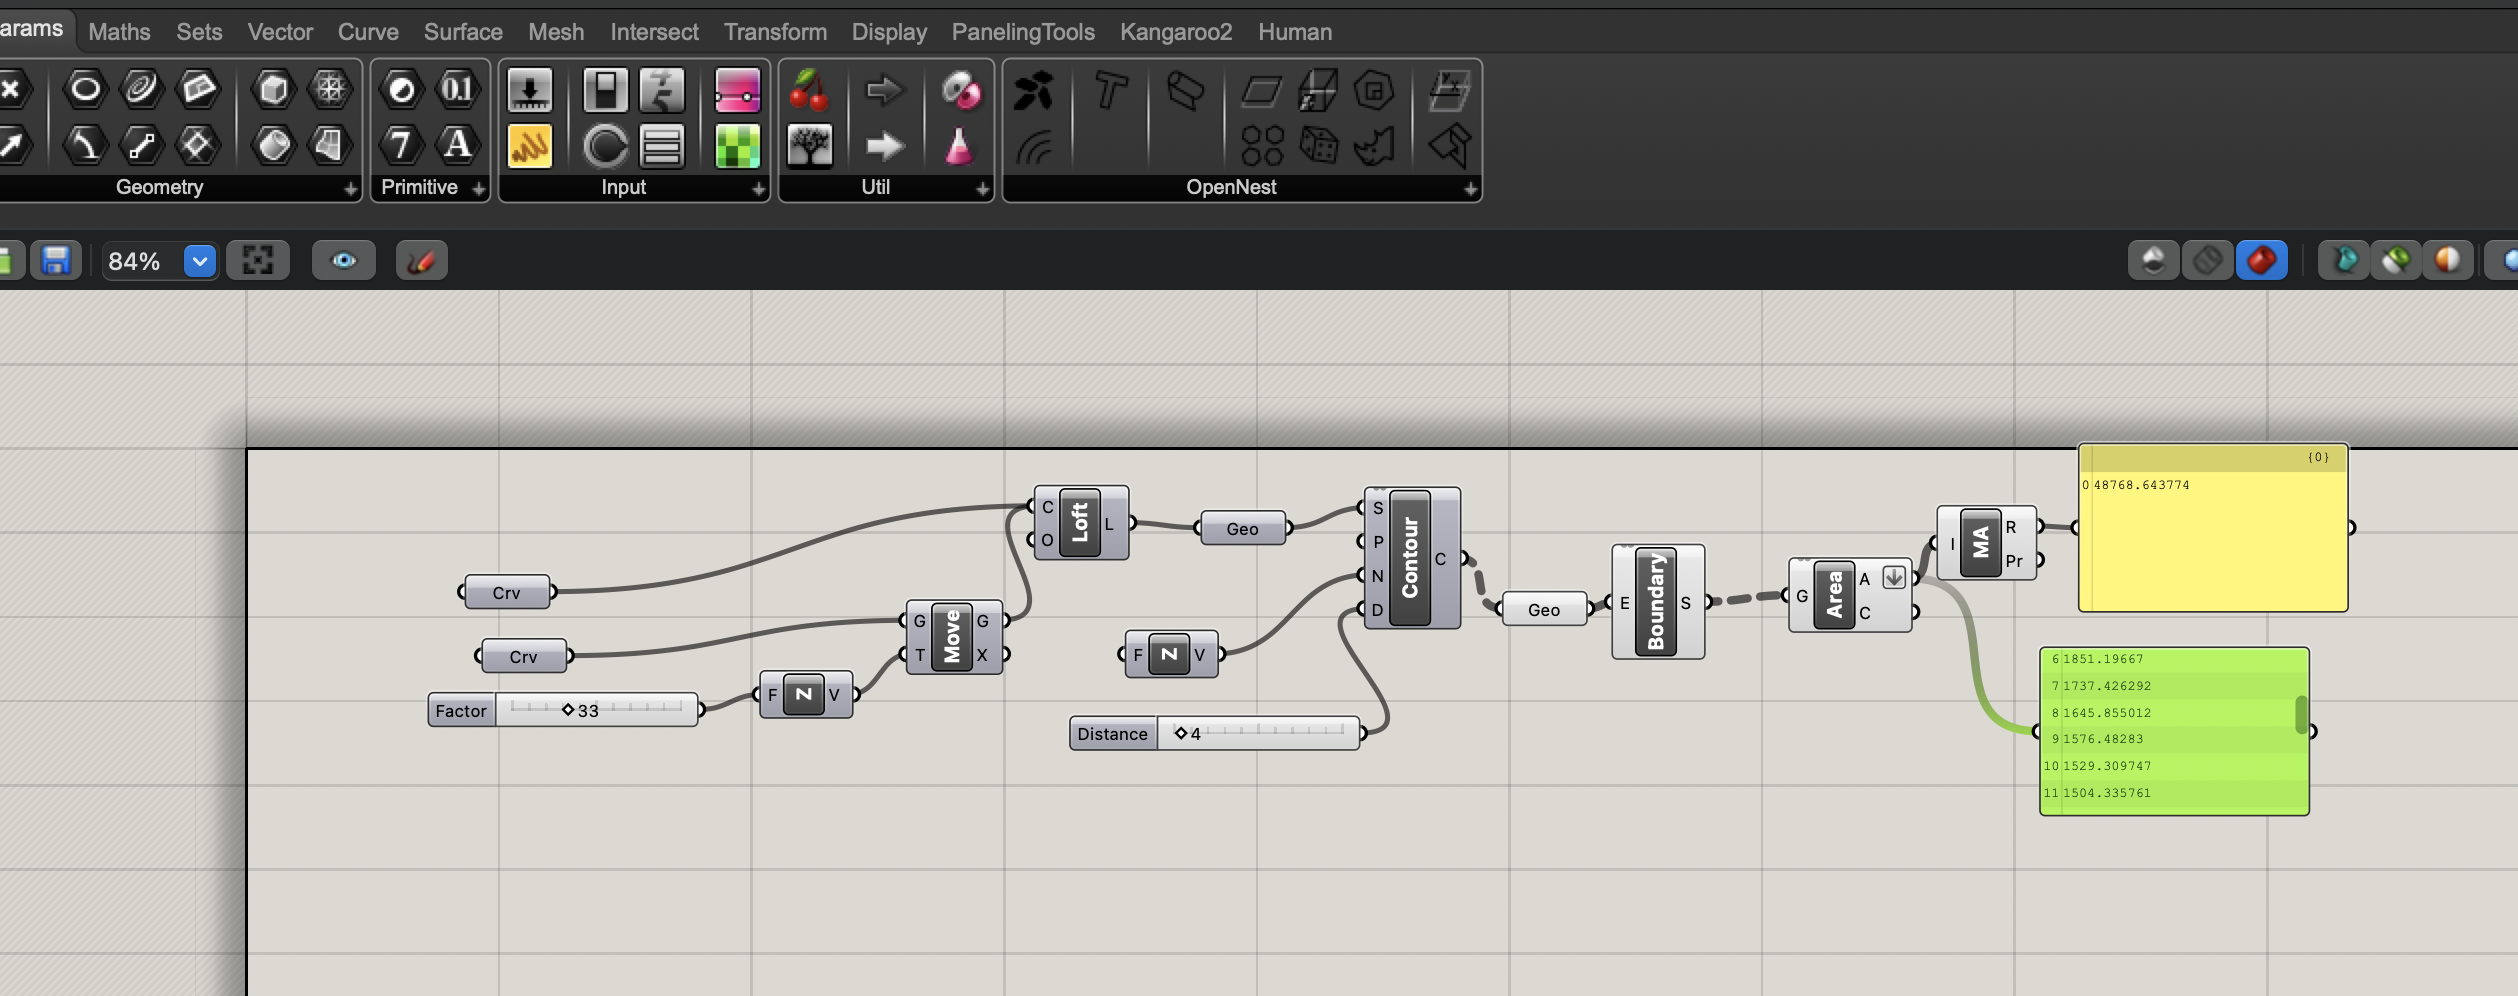 arams Maths Sets Vector Curve Surface Mesh Intersect Transform Display PanelingTools Kangaroo2 Human
0.1
7 A
Geometry Primitive Input Util OpenNest
84%
{0}
0 48768.643774
C O Loft L
Geo
S P N D Contour C
Crv
Crv
G T Move G X
F Z V
Factor 33
F Z V
Distance 4
Geo
E Boundary S
G Area A C
I MA R Pr
6 1851.19667
7 1737.426292
8 1645.855012
9 1576.48283
10 1529.309747
11 1504.335761